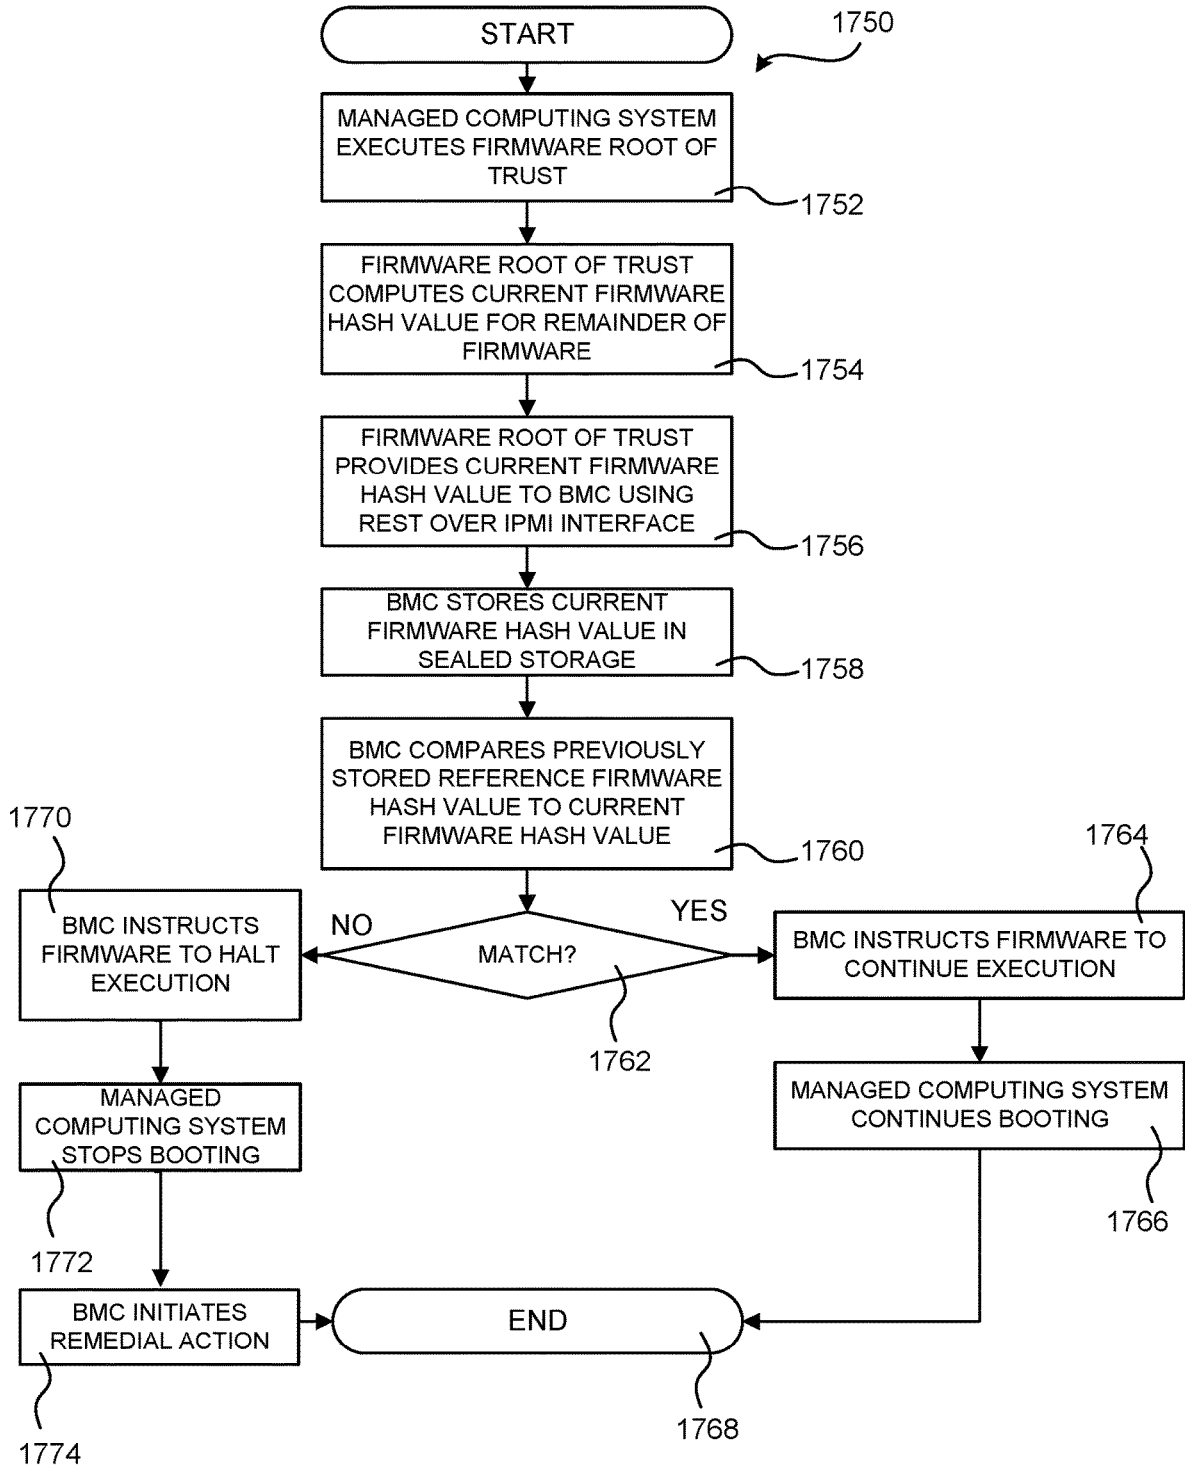 START
1750
MANAGED COMPUTING SYSTEM
EXECUTES FIRMWARE ROOT OF
TRUST
1752
FIRMWARE ROOT OF TRUST
COMPUTES CURRENT FIRMWARE
HASH VALUE FOR REMAINDER OF
FIRMWARE
1754
FIRMWARE ROOT OF TRUST
PROVIDES CURRENT FIRMWARE
HASH VALUE TO BMC USING
REST OVER IPMI INTERFACE
1756
BMC STORES CURRENT
FIRMWARE HASH VALUE IN
SEALED STORAGE
1758
BMC COMPARES PREVIOUSLY
STORED REFERENCE FIRMWARE
HASH VALUE TO CURRENT
FIRMWARE HASH VALUE
1760
MATCH?
1762
NO
YES
1770
BMC INSTRUCTS
FIRMWARE TO HALT
EXECUTION
MANAGED
COMPUTING SYSTEM
STOPS BOOTING
1772
BMC INITIATES
REMEDIAL ACTION
1774
1764
BMC INSTRUCTS FIRMWARE TO
CONTINUE EXECUTION
MANAGED COMPUTING SYSTEM
CONTINUES BOOTING
1766
END
1768